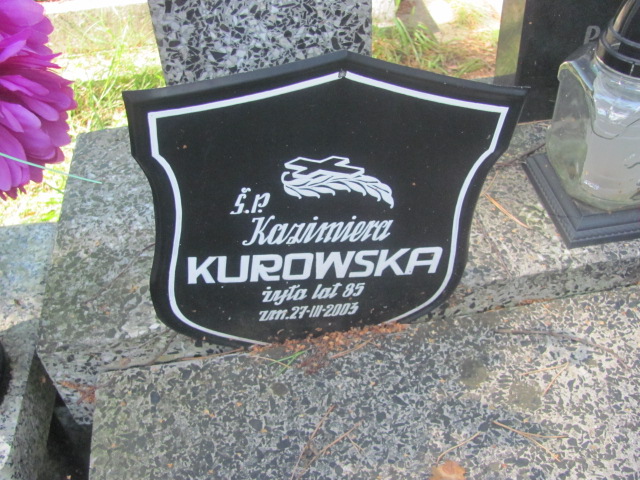 Ś.P.
Kazimiera
KUROWSKA
żyła lat 85
zm. 27-III-2003